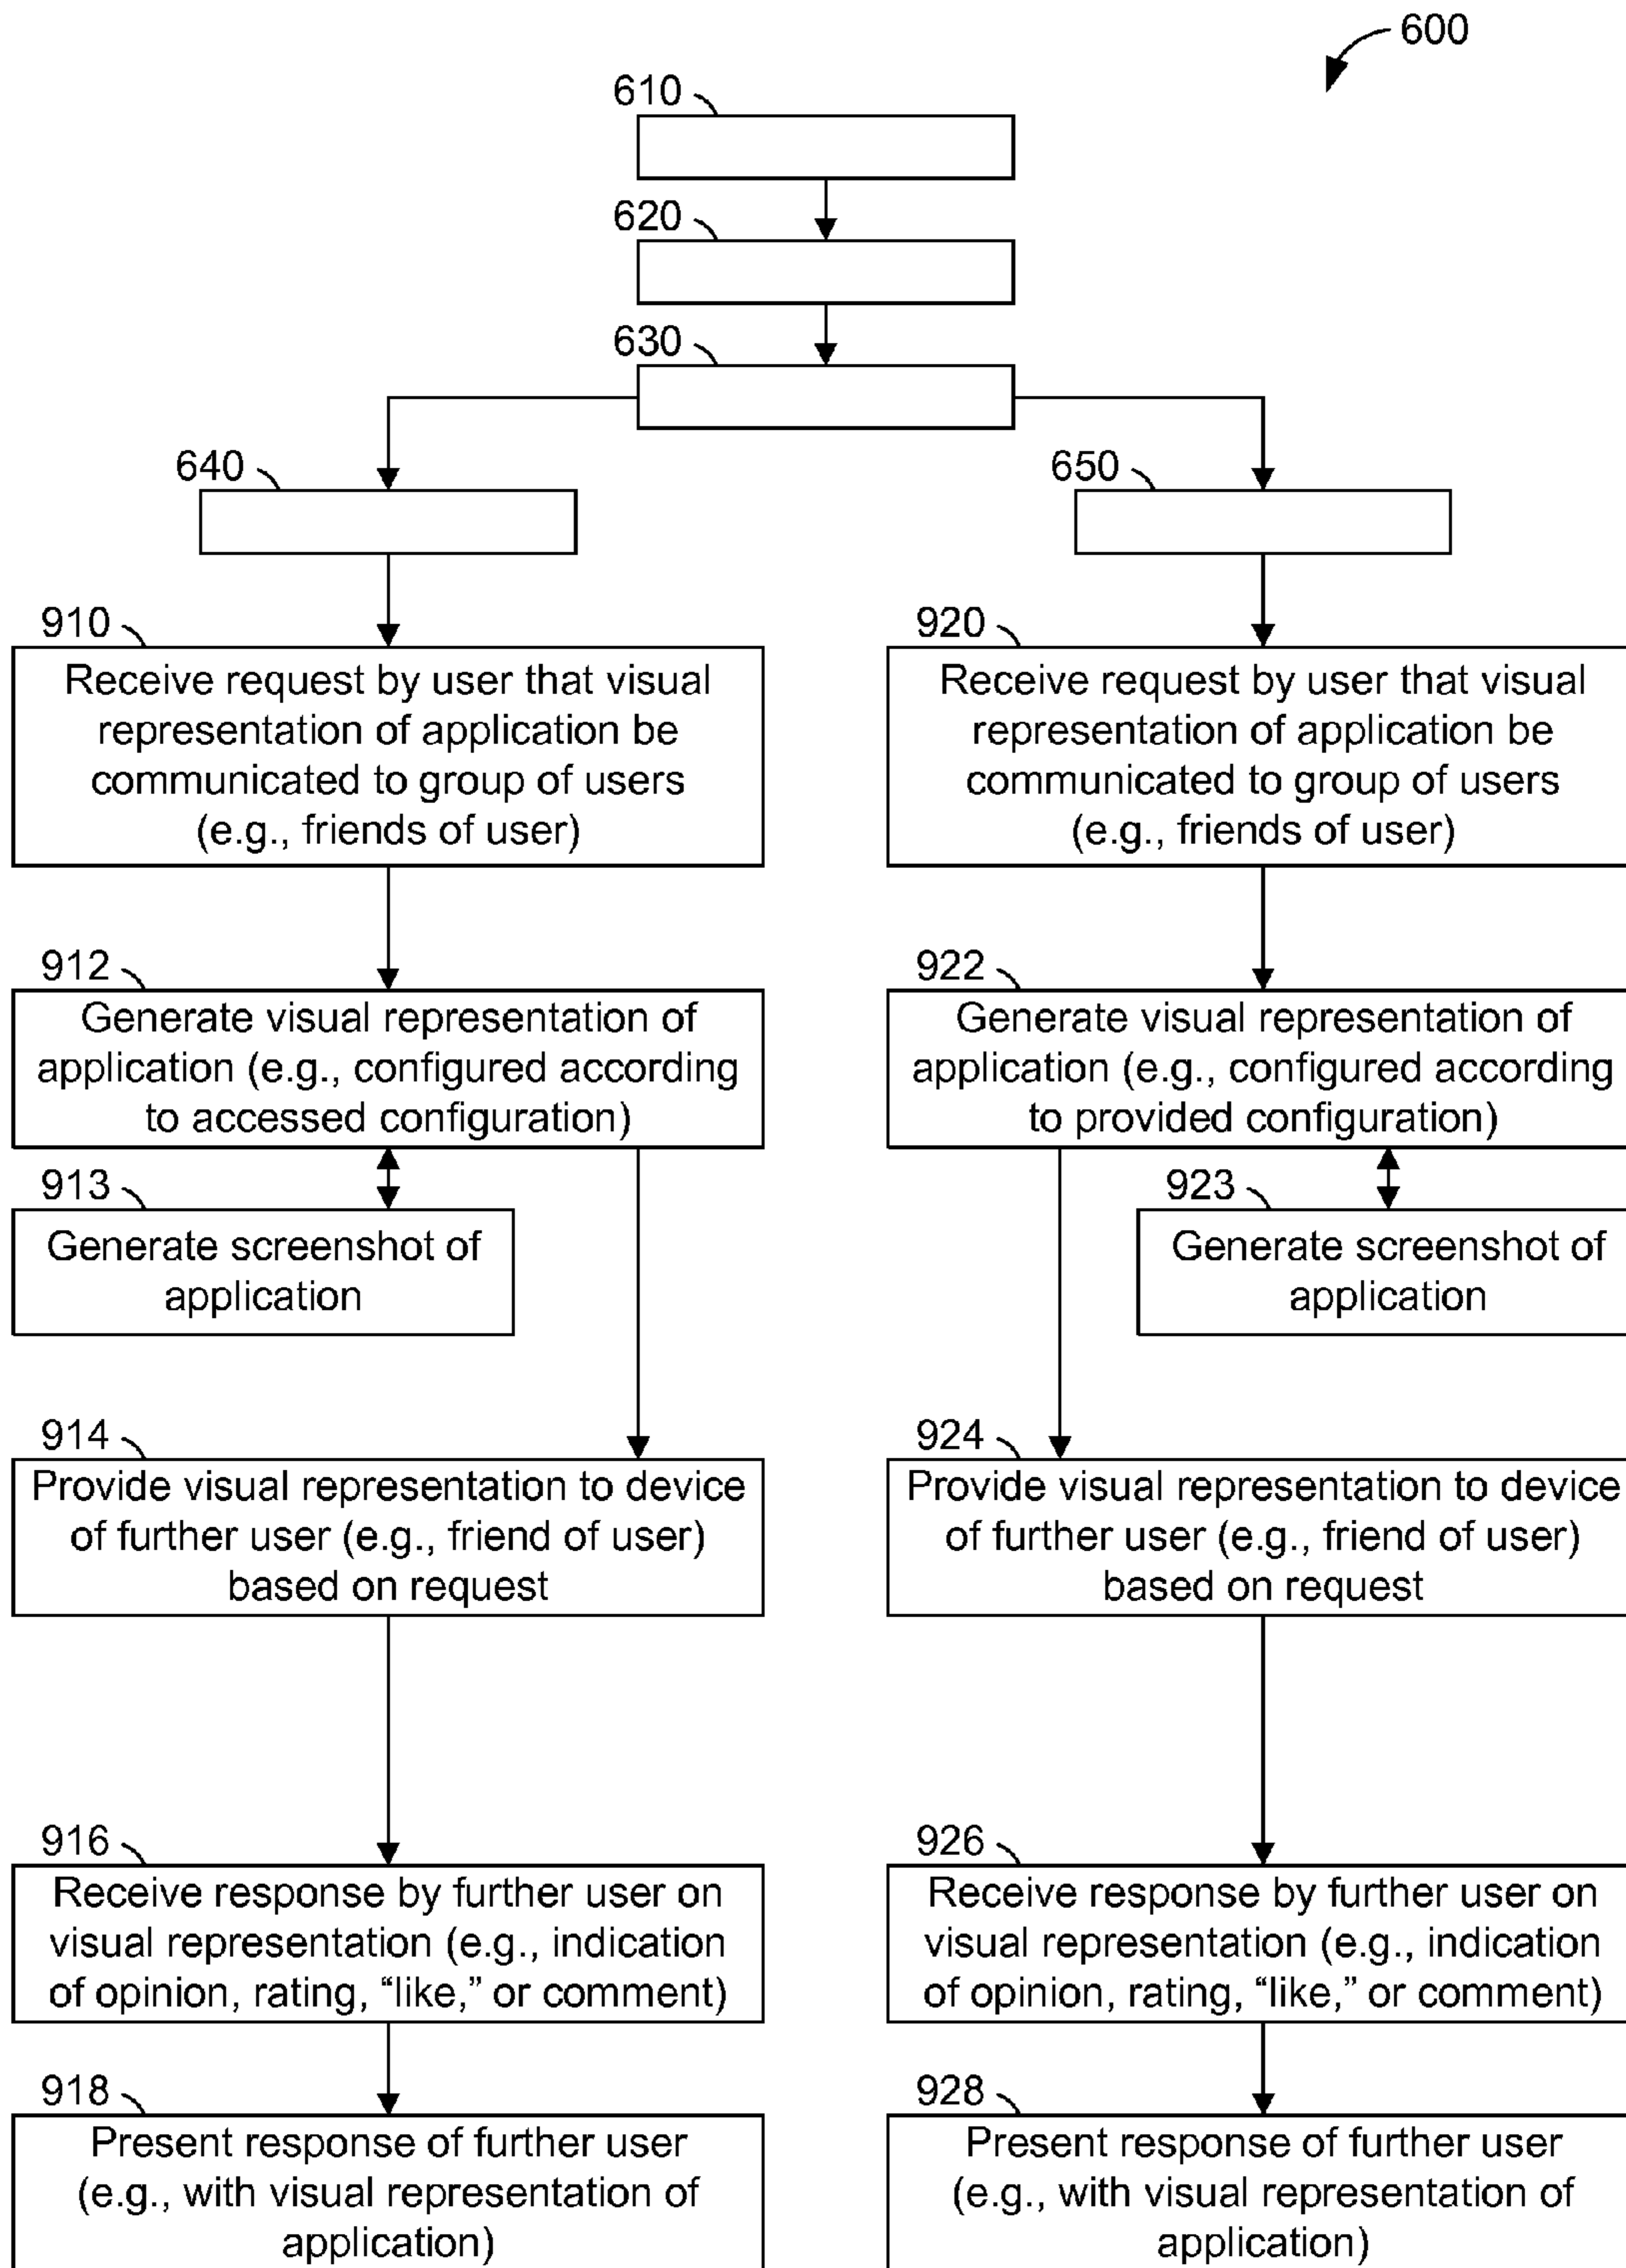 600
610
620
630
640
650
910
Receive request by user that visual
representation of application be
communicated to group of users
(e.g., friends of user)
920
Receive request by user that visual
representation of application be
communicated to group of users
(e.g., friends of user)
912
Generate visual representation of
application (e.g., configured according
to accessed configuration)
922
Generate visual representation of
application (e.g., configured according
to provided configuration)
913
Generate screenshot of
application
923
Generate screenshot of
application
914
Provide visual representation to device
of further user (e.g., friend of user)
based on request
924
Provide visual representation to device
of further user (e.g., friend of user)
based on request
916
Receive response by further user on
visual representation (e.g., indication
of opinion, rating, “like,” or comment)
926
Receive response by further user on
visual representation (e.g., indication
of opinion, rating, “like,” or comment)
918
Present response of further user
(e.g., with visual representation of
application)
928
Present response of further user
(e.g., with visual representation of
application)